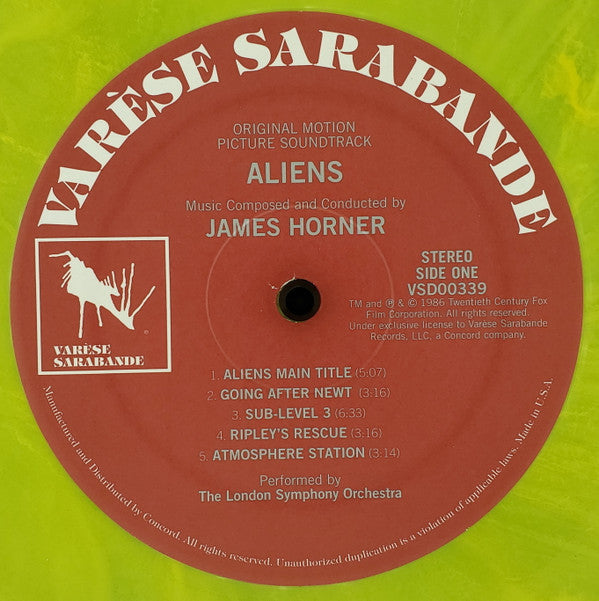 VARÈSE SARABANDE
ORIGINAL MOTION
PICTURE SOUNDTRACK
ALIENS
Music Composed and Conducted by
JAMES HORNER
VARÈSE
SARABANDE
®
STEREO
SIDE ONE
VSD00339
TM and ℗ & © 1986 Twentieth Century Fox
Film Corporation. All rights reserved.
Under exclusive license to Varèse Sarabande
Records, LLC, a Concord company.
1. ALIENS MAIN TITLE (5:07)
2. GOING AFTER NEWT (3:16)
3. SUB-LEVEL 3 (6:33)
4. RIPLEY'S RESCUE (3:16)
5. ATMOSPHERE STATION (3:14)
Performed by
The London Symphony Orchestra
Manufactured and Distributed by Concord. All rights reserved. Unauthorized duplication is a violation of applicable laws. Made in U.S.A.